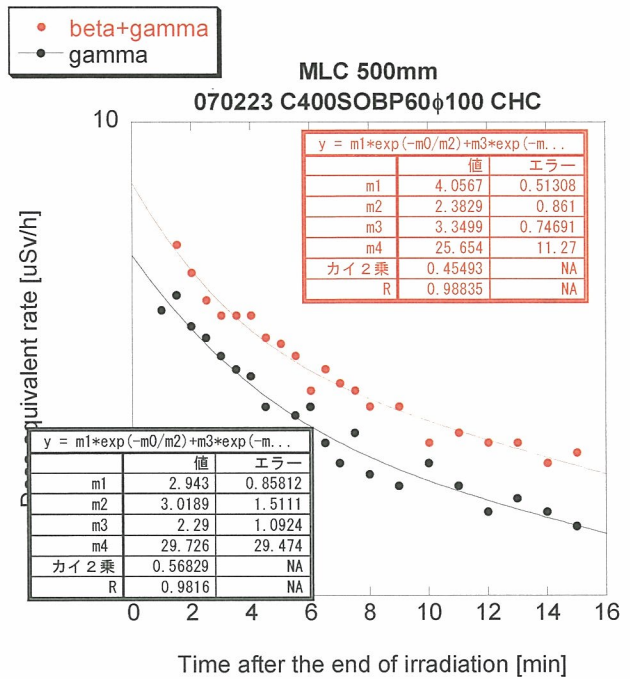 beta+gamma
gamma
MLC 500mm
070223 C400SOBP60φ100 CHC
10
y = m1*exp(-m0/m2)+m3*exp(-m...
値 エラー
m1 4.0567 0.51308
m2 2.3829 0.861
m3 3.3499 0.74691
m4 25.654 11.27
カイ2乗 0.45493 NA
R 0.98835 NA
equivalent rate [uSv/h]
y = m1*exp(-m0/m2)+m3*exp(-m...
値 エラー
m1 2.943 0.85812
m2 3.0189 1.5111
m3 2.29 1.0924
m4 29.726 29.474
カイ2乗 0.56829 NA
R 0.9816 NA
0 2 4 6 8 10 12 14 16
Time after the end of irradiation [min]